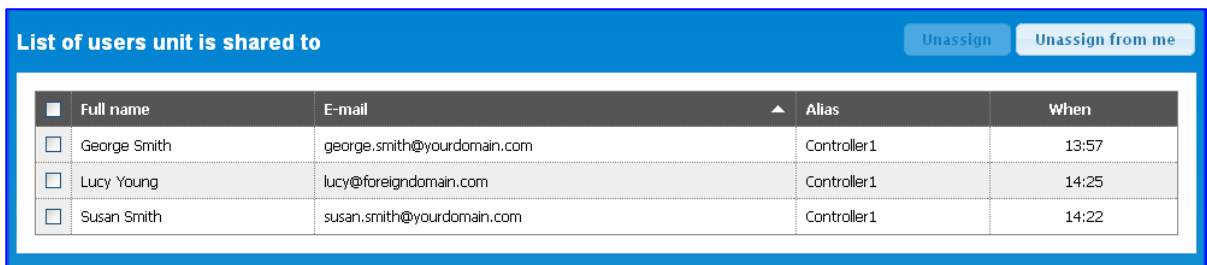 List of users unit is shared to Unassign Unassign from me
Full name E-mail Alias When
George Smith george.smith@yourdomain.com Controller1 13:57
Lucy Young lucy@foreigndomain.com Controller1 14:25
Susan Smith susan.smith@yourdomain.com Controller1 14:22